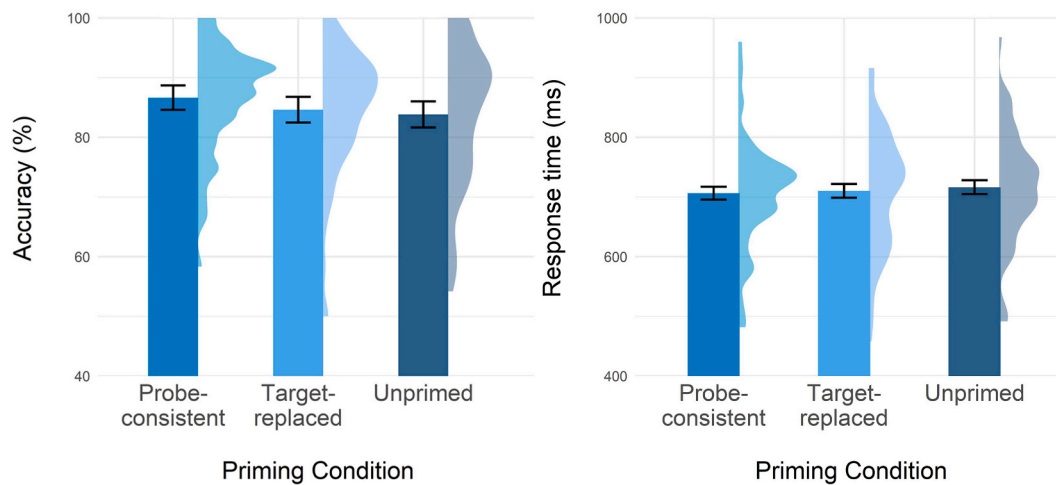 Accuracy (%)
100
80
60
40
Probe-
consistent
Target-
replaced
Unprimed
Priming Condition
Response time (ms)
1000
800
600
400
Probe-
consistent
Target-
replaced
Unprimed
Priming Condition